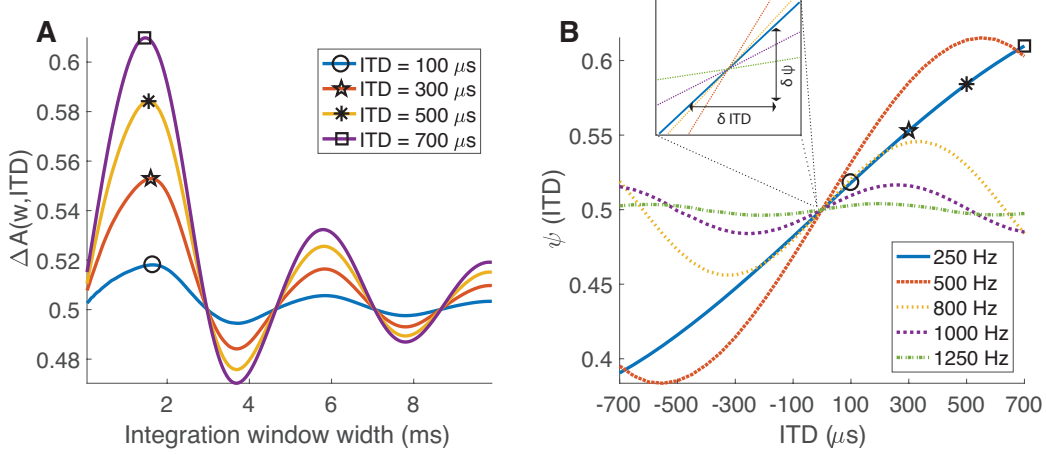 A
ΔA(w,ITD)
0.6
0.58
0.56
0.54
0.52
0.5
0.48
2
4
6
8
Integration window width (ms)
ITD = 100 μs
ITD = 300 μs
ITD = 500 μs
ITD = 700 μs
B
δ ψ
δ ITD
ψ (ITD)
0.6
0.55
0.5
0.45
0.4
-700
-500
-300
-100
100
300
500
700
ITD (μs)
250 Hz
500 Hz
800 Hz
1000 Hz
1250 Hz